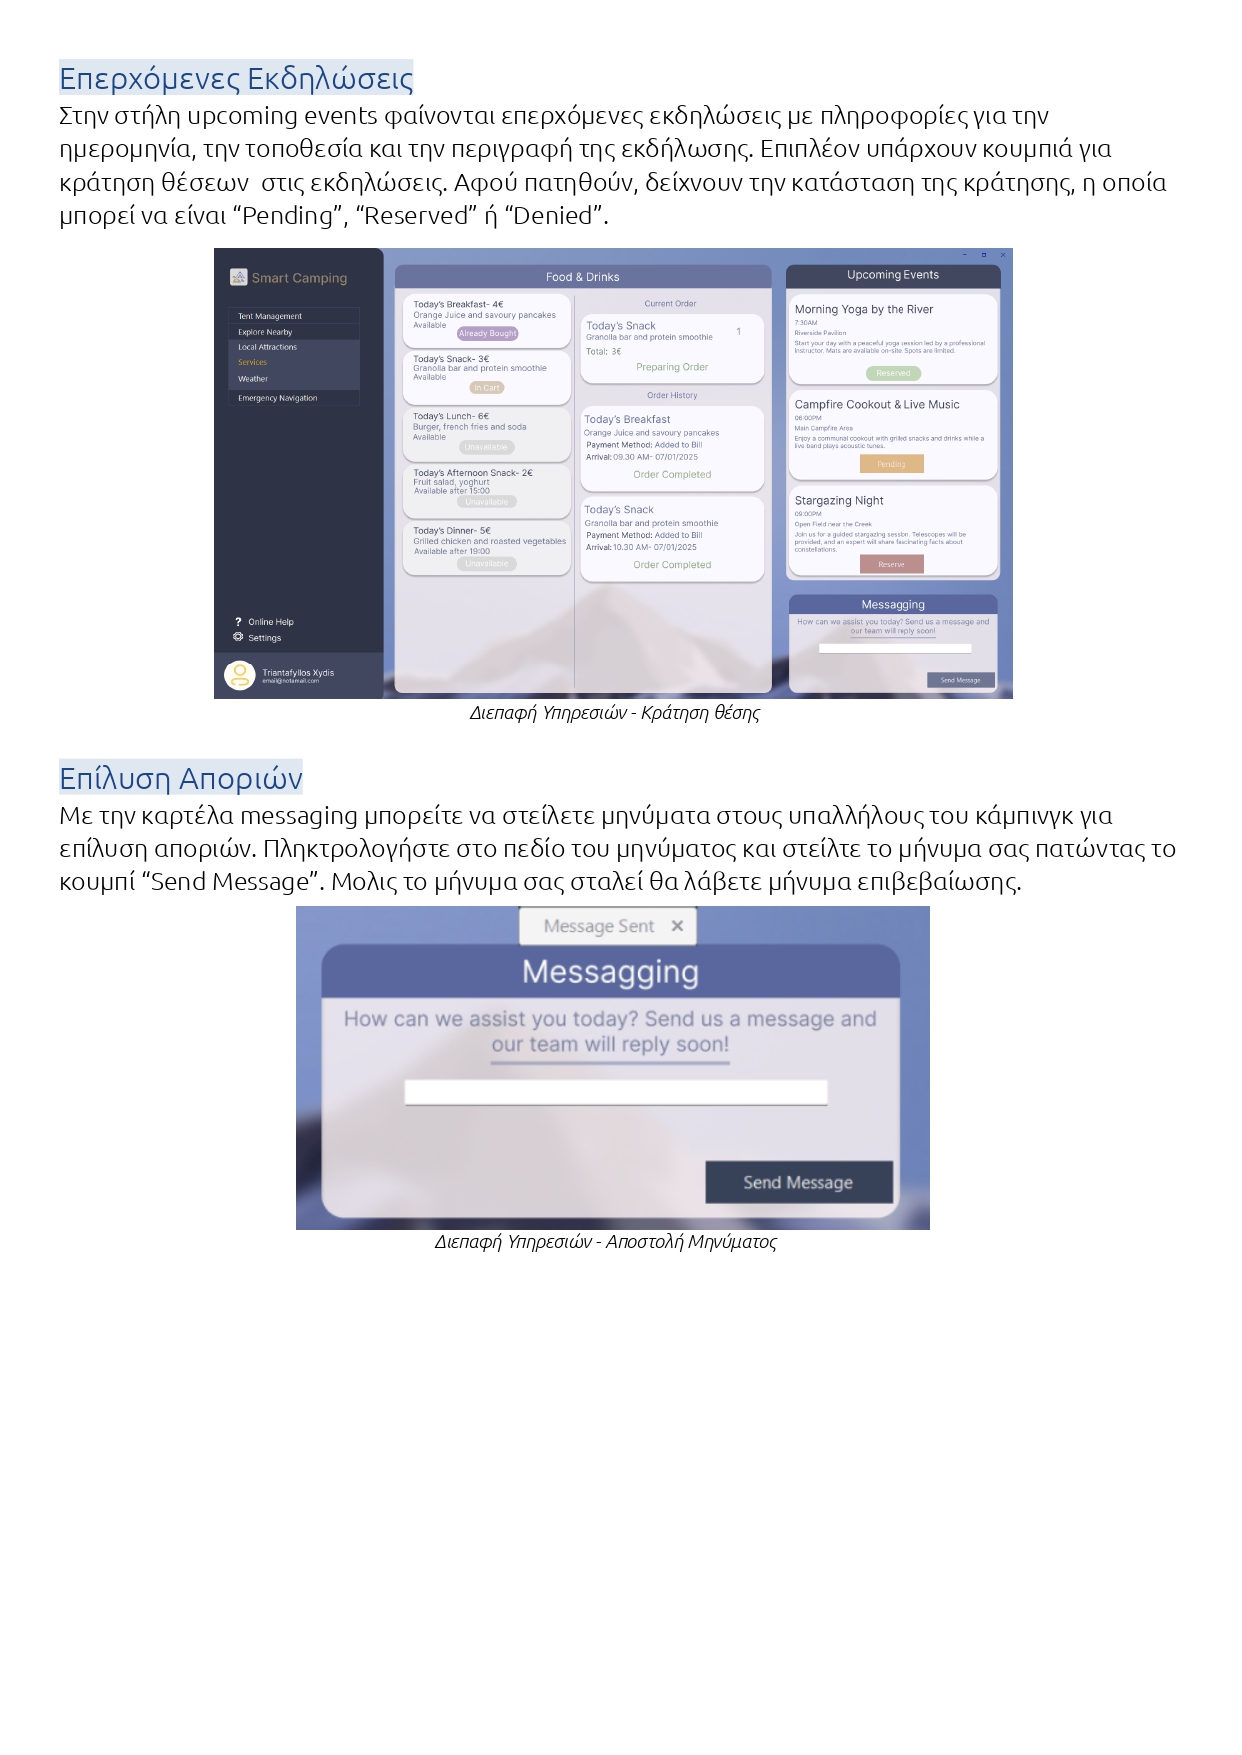 Επερχόμενες Εκδηλώσεις
Στην στήλη upcoming events φαίνονται επερχόμενες εκδηλώσεις με πληροφορίες για την
ημερομηνία, την τοποθεσία και την περιγραφή της εκδήλωσης. Επιπλέον υπάρχουν κουμπιά για
κράτηση θέσεων  στις εκδηλώσεις. Αφού πατηθούν, δείχνουν την κατάσταση της κράτησης, η οποία
μπορεί να είναι “Pending”, “Reserved” ή “Denied”.
Smart Camping
Tent Management
Explore Nearby
Local Attractions
Services
Weather
Emergency Navigation
? Online Help
Settings
Triantafyllos Xydis
email@notamail.com
Food & Drinks
Today's Breakfast- 4€
Orange Juice and savoury pancakes
Available
Already Bought
Today's Snack- 3€
Granolla bar and protein smoothie
Available
In Cart
Today's Lunch- 6€
Burger, french fries and soda
Available
Unavailable
Today's Afternoon Snack- 2€
Fruit salad, yoghurt
Available after 15:00
Unavailable
Today's Dinner- 5€
Grilled chicken and roasted vegetables
Available after 19:00
Unavailable
Current Order
Today's Snack
Granolla bar and protein smoothie 1
Total: 3€
Preparing Order
Order History
Today's Breakfast
Orange Juice and savoury pancakes
Payment Method: Added to Bill
Arrival: 09.30 AM- 07/01/2025
Order Completed
Today's Snack
Granolla bar and protein smoothie
Payment Method: Added to Bill
Arrival: 10.30 AM- 07/01/2025
Order Completed
Upcoming Events
Morning Yoga by the River
7:30AM
Riverside Pavilion
Start your day with a peaceful yoga session led by a professional
instructor. Mats are available on-site. Spots are limited.
Reserved
Campfire Cookout & Live Music
06:00PM
Main Campfire Area
Enjoy a communal cookout with grilled snacks and drinks while a
live band plays acoustic tunes.
Pending
Stargazing Night
09:00PM
Open Field near the Creek
Join us for a guided stargazing session. Telescopes will be
provided, and an expert will share fascinating facts about
constellations.
Reserve
Messagging
How can we assist you today? Send us a message and
our team will reply soon!
Send Message
Διεπαφή Υπηρεσιών - Κράτηση θέσης
Επίλυση Αποριών
Με την καρτέλα messaging μπορείτε να στείλετε μηνύματα στους υπαλλήλους του κάμπινγκ για
επίλυση αποριών. Πληκτρολογήστε στο πεδίο του μηνύματος και στείλτε το μήνυμα σας πατώντας το
κουμπί “Send Message”. Μολις το μήνυμα σας σταλεί θα λάβετε μήνυμα επιβεβαίωσης.
Message Sent ✕
Messagging
How can we assist you today? Send us a message and
our team will reply soon!
Send Message
Διεπαφή Υπηρεσιών - Αποστολή Μηνύματος